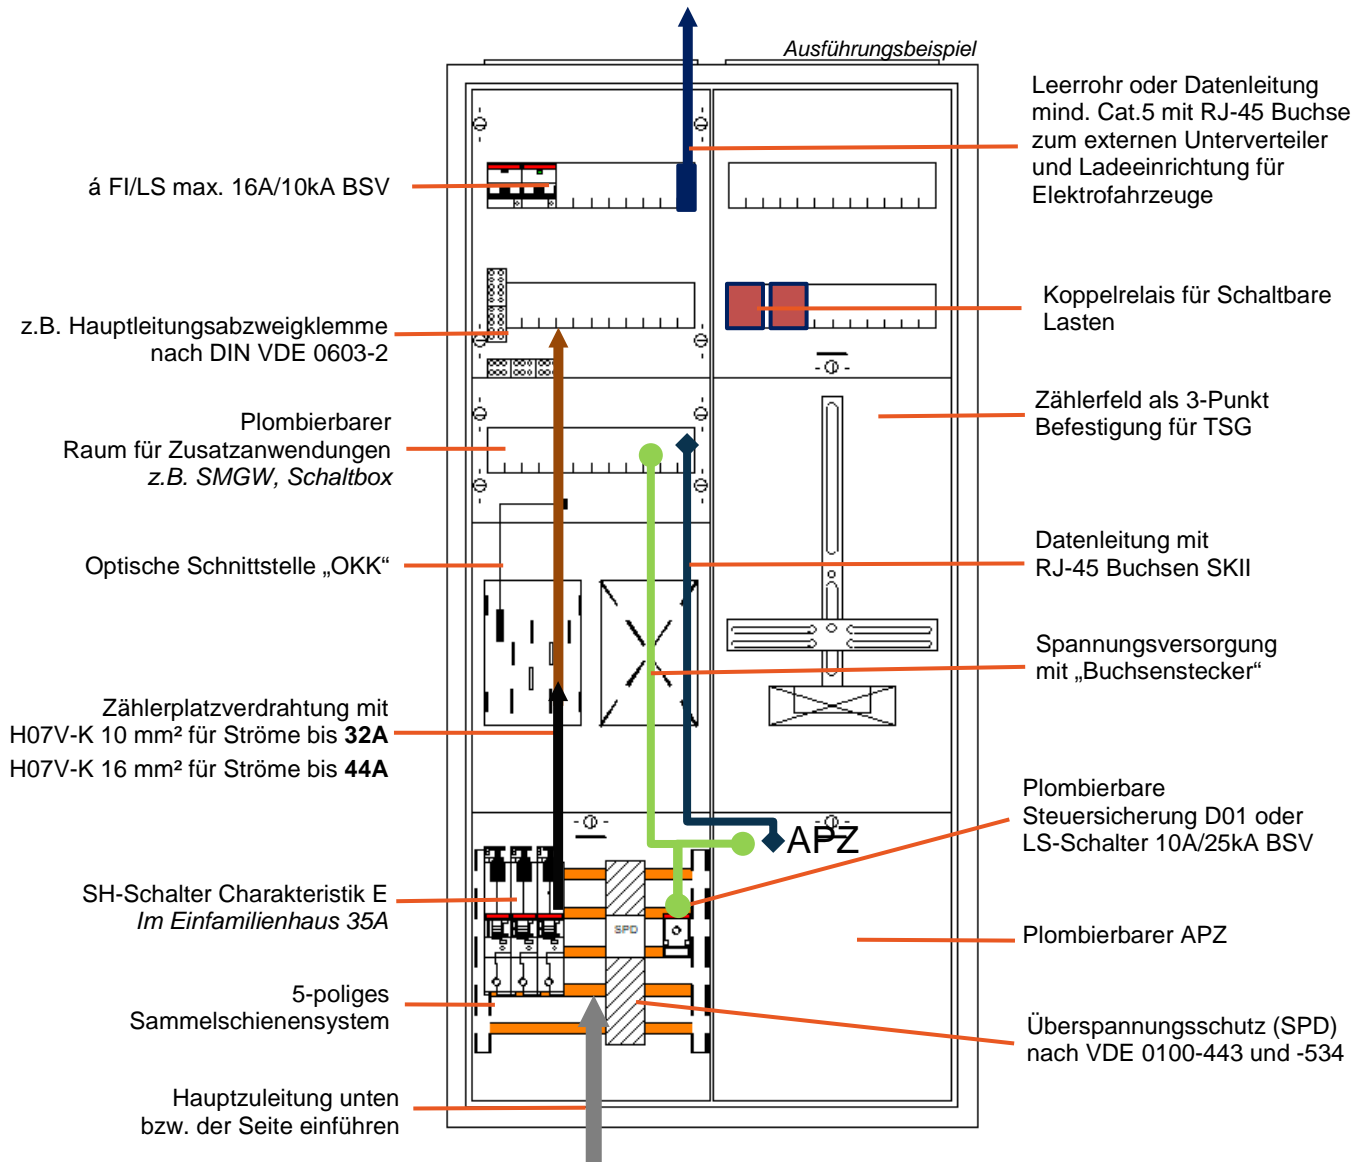 Ausführungsbeispiel
Leerrohr oder Datenleitung
mind. Cat.5 mit RJ-45 Buchse
zum externen Unterverteiler
und Ladeeinrichtung für
Elektrofahrzeuge
á FI/LS max. 16A/10kA BSV
Koppelrelais für Schaltbare
Lasten
z.B. Hauptleitungsabzweigklemme
nach DIN VDE 0603-2
Zählerfeld als 3-Punkt
Befestigung für TSG
Plombierbarer
Raum für Zusatzanwendungen
z.B. SMGW, Schaltbox
Optische Schnittstelle „OKK“
Datenleitung mit
RJ-45 Buchsen SKII
Spannungsversorgung
mit „Buchsenstecker“
Zählerplatzverdrahtung mit
H07V-K 10 mm² für Ströme bis 32A
H07V-K 16 mm² für Ströme bis 44A
Plombierbare
Steuersicherung D01 oder
LS-Schalter 10A/25kA BSV
APZ
SH-Schalter Charakteristik E
Im Einfamilienhaus 35A
SPD
Plombierbarer APZ
5-poliges
Sammelschienensystem
Überspannungsschutz (SPD)
nach VDE 0100-443 und -534
Hauptzuleitung unten
bzw. der Seite einführen